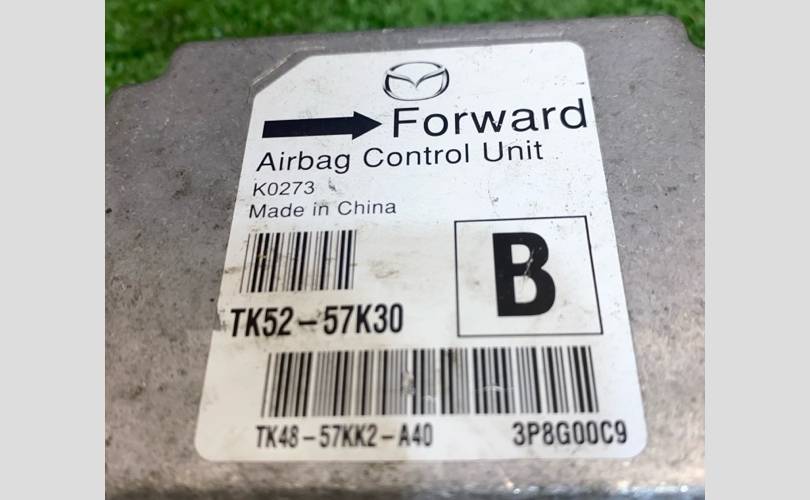 Forward
Airbag Control Unit
K0273
Made in China
B
TK52-57K30
TK48-57KK2-A40 3P8G00C9